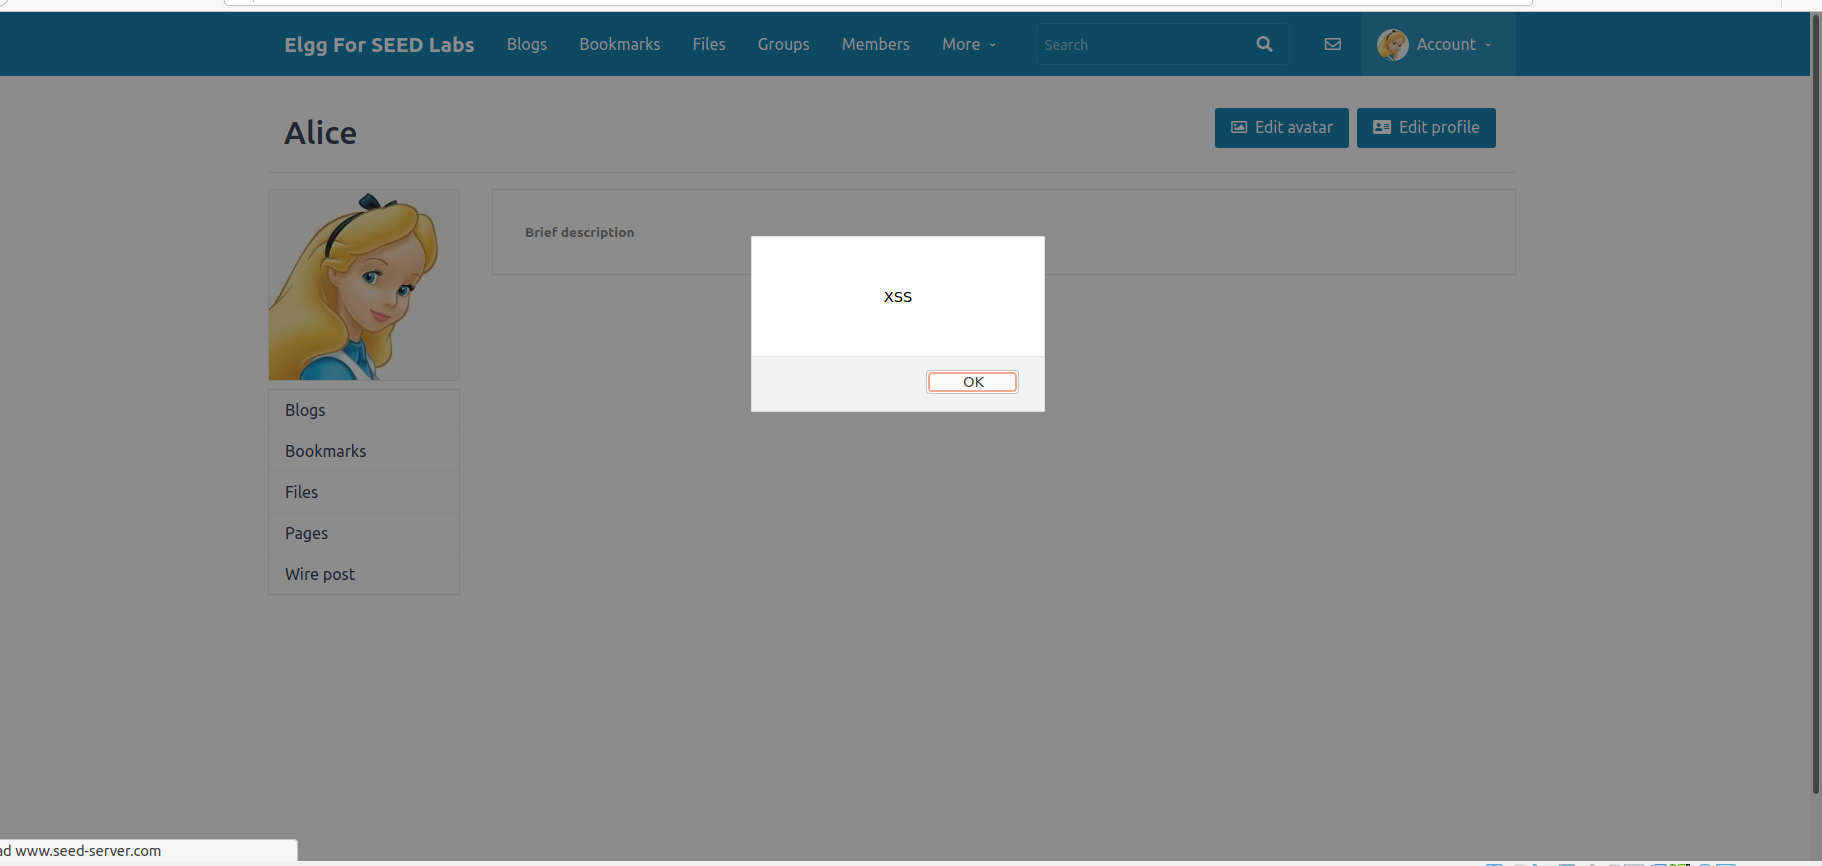 Elgg For SEED Labs Blogs Bookmarks Files Groups Members More Search Account
Alice
Edit avatar Edit profile
Brief description
XSS
OK
Blogs
Bookmarks
Files
Pages
Wire post
www.seed-server.com